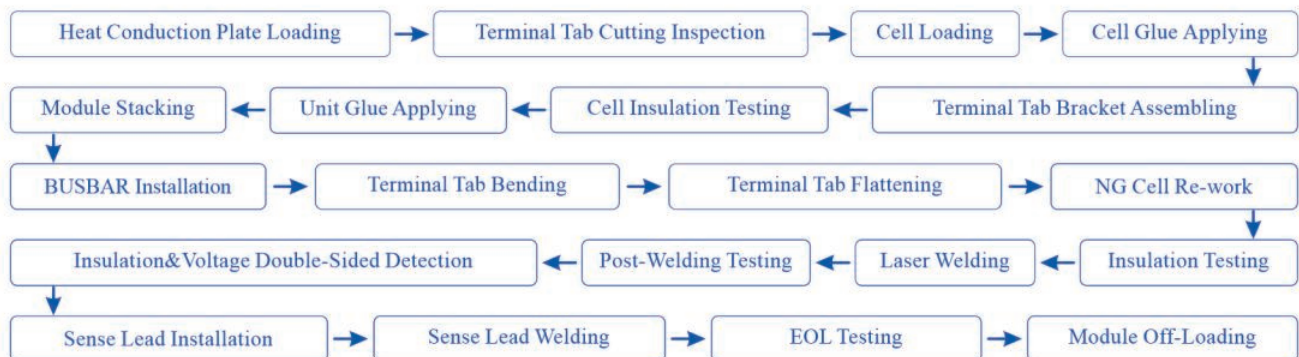 Heat Conduction Plate Loading
Terminal Tab Cutting Inspection
Cell Loading
Cell Glue Applying
Terminal Tab Bracket Assembling
Cell Insulation Testing
Unit Glue Applying
Module Stacking
BUSBAR Installation
Terminal Tab Bending
Terminal Tab Flattening
NG Cell Re-work
Insulation Testing
Laser Welding
Post-Welding Testing
Insulation&Voltage Double-Sided Detection
Sense Lead Installation
Sense Lead Welding
EOL Testing
Module Off-Loading